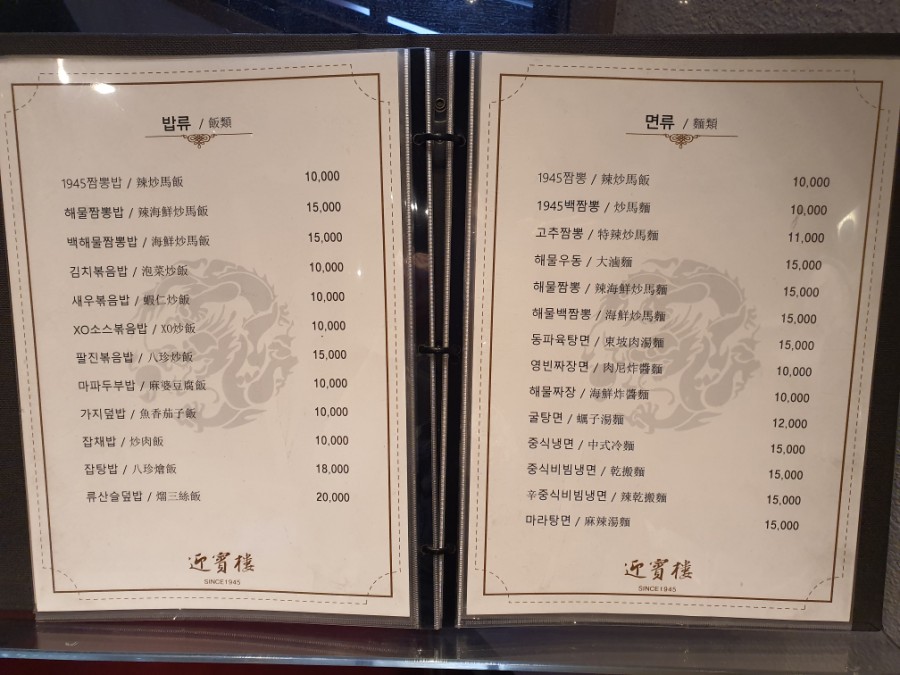 밥류 / 飯類
1945짬뽕밥 / 辣炒馬飯 10,000
해물짬뽕밥 / 辣海鮮炒馬飯 15,000
백해물짬뽕밥 / 海鮮炒馬飯 15,000
김치볶음밥 / 泡菜炒飯 10,000
새우볶음밥 / 蝦仁炒飯 10,000
XO소스볶음밥 / XO炒飯 10,000
팔진볶음밥 / 八珍炒飯 15,000
마파두부밥 / 麻婆豆腐飯 10,000
가지덮밥 / 魚香茄子飯 10,000
잡채밥 / 炒肉飯 10,000
잡탕밥 / 八珍燴飯 18,000
류산슬덮밥 / 熘三絲飯 20,000
迎賓樓
SINCE1945
면류 / 麵類
1945짬뽕 / 辣炒馬飯 10,000
1945백짬뽕 / 炒馬麵 10,000
고추짬뽕 / 特辣炒馬麵 11,000
해물우동 / 大滷麵 15,000
해물짬뽕 / 辣海鮮炒馬麵 15,000
해물백짬뽕 / 海鮮炒馬麵 15,000
동파육탕면 / 東坡肉湯麵 15,000
영빈짜장면 / 肉尼炸醬麵 10,000
해물짜장 / 海鮮炸醬麵 10,000
굴탕면 / 蠣子湯麵 12,000
중식냉면 / 中式冷麵 15,000
중식비빔냉면 / 乾搬麵 15,000
辛중식비빔냉면 / 辣乾搬麵 15,000
마라탕면 / 麻辣湯麵 15,000
迎賓樓
SINCE1945